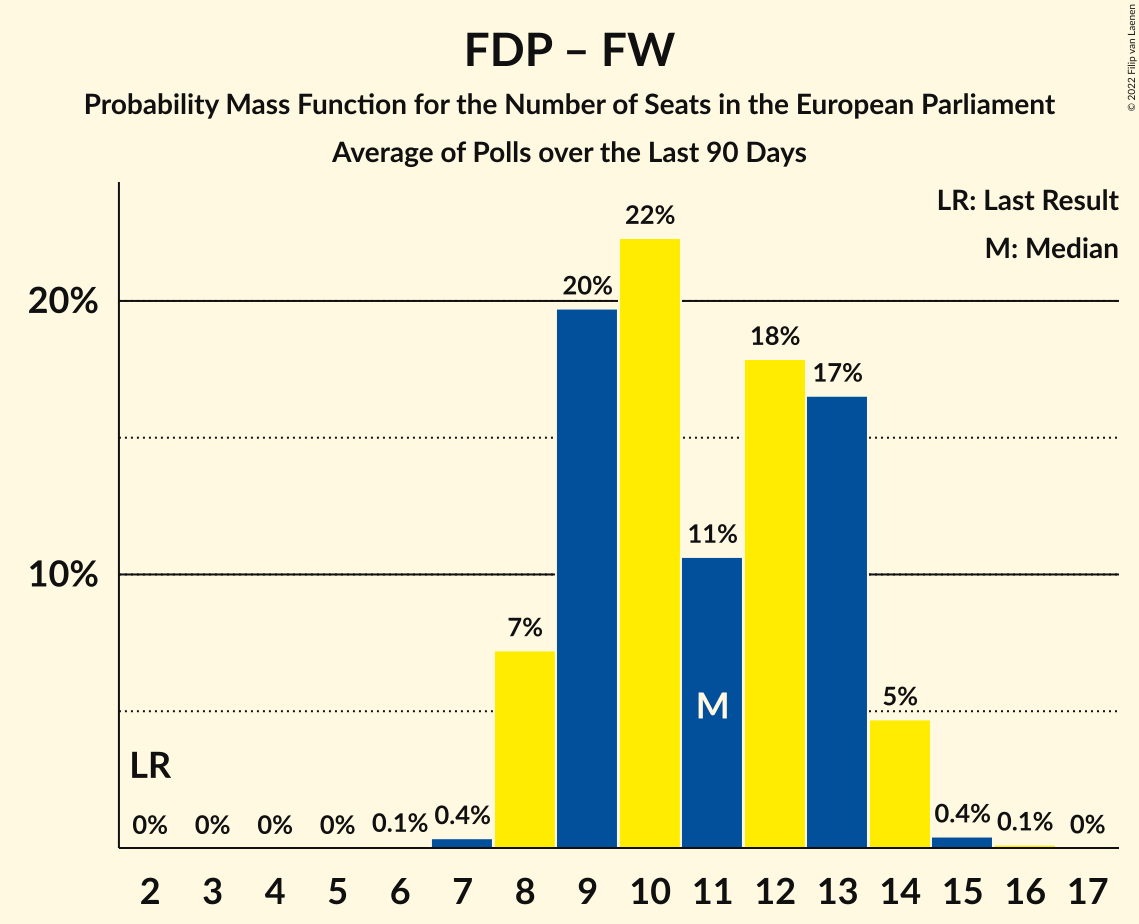 FDP – FW
Probability Mass Function for the Number of Seats in the European Parliament
Average of Polls over the Last 90 Days
© 2022 Filip van Laenen
LR: Last Result
M: Median
22%
20%
20%
18%
17%
11%
10%
7%
M
5%
LR
0% 0% 0% 0% 0.1% 0.4% 0.4% 0.1% 0%
2 3 4 5 6 7 8 9 10 11 12 13 14 15 16 17